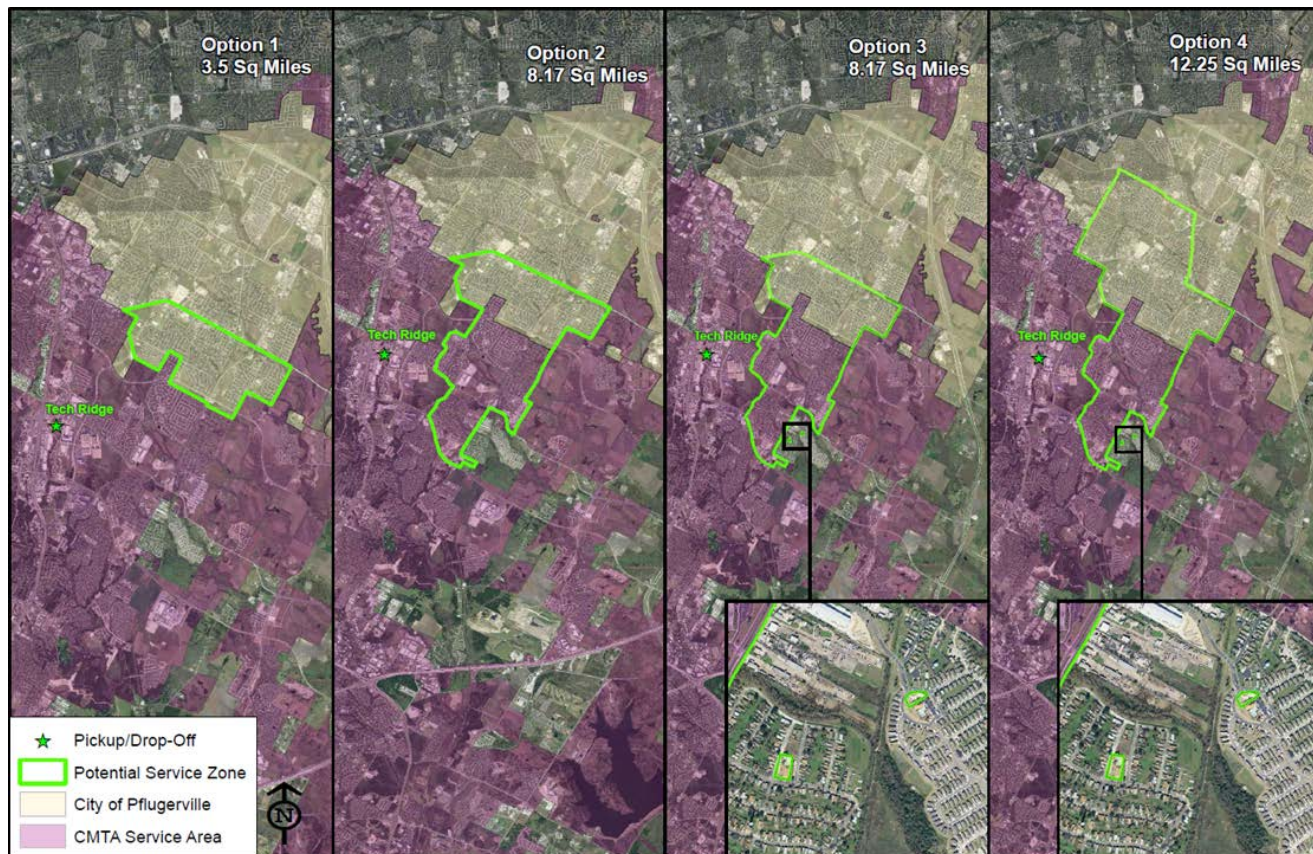 Option 1
3.5 Sq Miles
Tech Ridge
Option 2
8.17 Sq Miles
Tech Ridge
Option 3
8.17 Sq Miles
Tech Ridge
Option 4
12.25 Sq Miles
Tech Ridge
Pickup/Drop-Off
Potential Service Zone
City of Pflugerville
CMTA Service Area
N